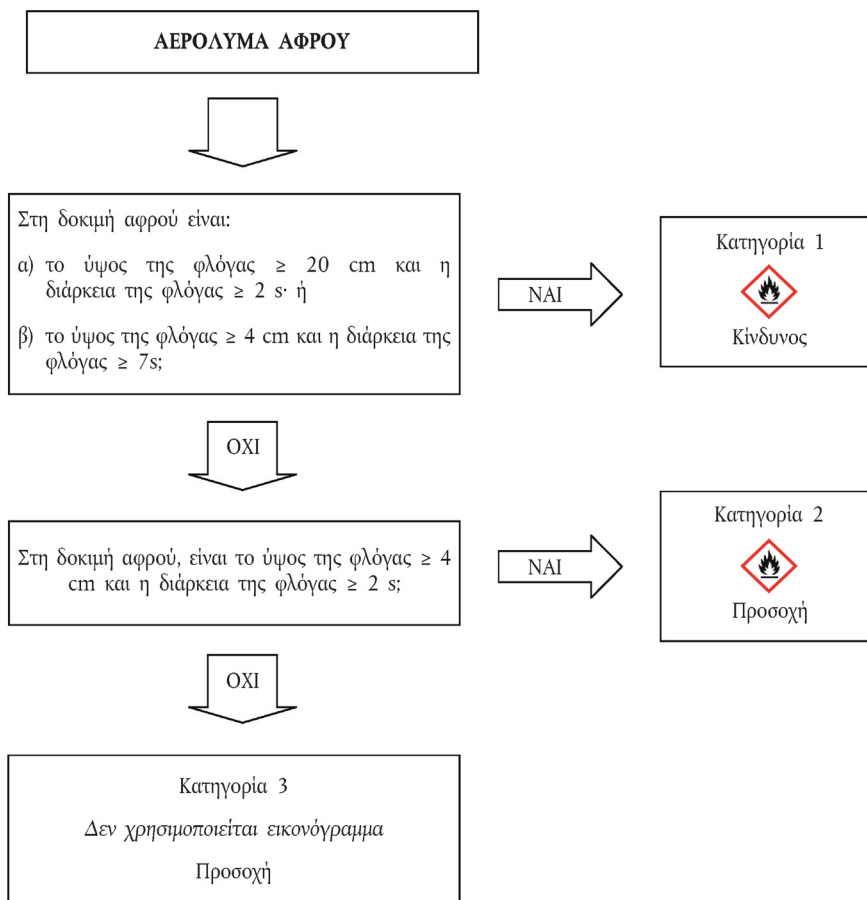 ΑΕΡΟΛΥΜΑ ΑΦΡΟΥ
Στη δοκιμή αφρού είναι:
α) το ύψος της φλόγας ≥ 20 cm και η
διάρκεια της φλόγας ≥ 2 s· ή
β) το ύψος της φλόγας ≥ 4 cm και η διάρκεια της
φλόγας ≥ 7s;
ΝΑΙ
Κατηγορία 1
Κίνδυνος
ΟΧΙ
Στη δοκιμή αφρού, είναι το ύψος της φλόγας ≥ 4
cm και η διάρκεια της φλόγας ≥ 2 s;
ΝΑΙ
Κατηγορία 2
Προσοχή
ΟΧΙ
Κατηγορία 3
Δεν χρησιμοποιείται εικονόγραμμα
Προσοχή